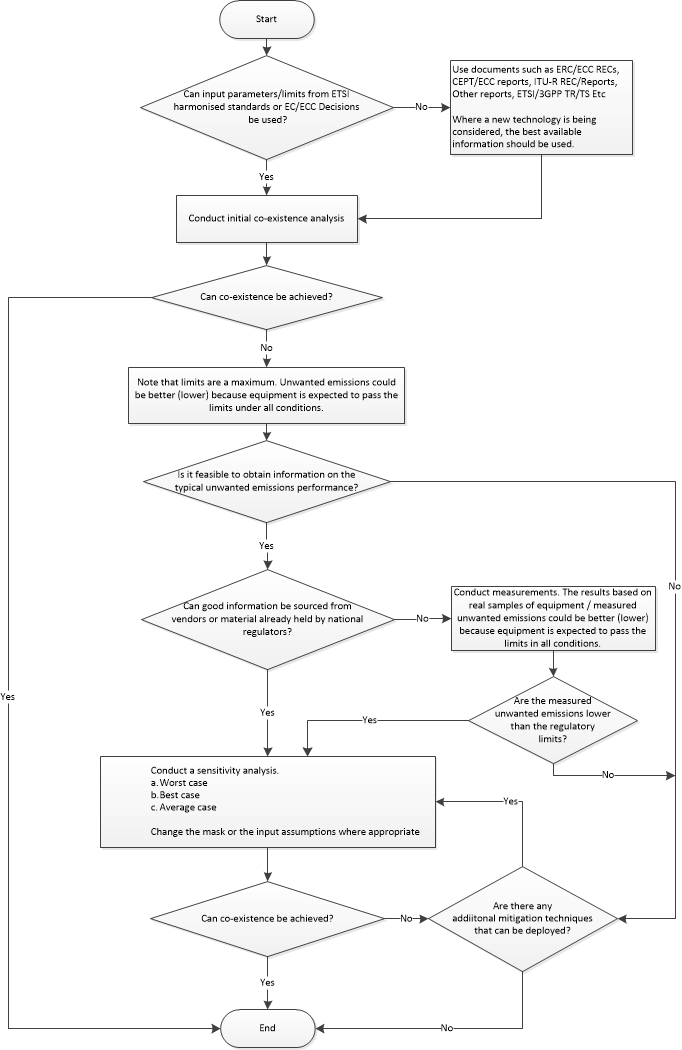 Start
Can input parameters/limits from ETSI
harmonised standards or EC/ECC Decisions
be used?
No
Use documents such as ERC/ECC RECs,
CEPT/ECC reports, ITU-R REC/Reports,
Other reports, ETSI/3GPP TR/TS Etc
Where a new technology is being
considered, the best available
information should be used.
Yes
Conduct initial co-existence analysis
Can co-existence be achieved?
No
Note that limits are a maximum. Unwanted emissions could
be better (lower) because equipment is expected to pass the
limits under all conditions.
Is it feasible to obtain information on the
typical unwanted emissions performance?
Yes
No
Can good information be sourced from
vendors or material already held by national
regulators?
No
Conduct measurements. The results based on
real samples of equipment / measured
unwanted emissions could be better (lower)
because equipment is expected to pass the
limits in all conditions.
Yes
Yes
Are the measured
unwanted emissions lower
than the regulatory
limits?
Yes
No
Conduct a sensitivity analysis.
a. Worst case
b. Best case
c. Average case
Change the mask or the input assumptions where appropriate
Yes
Can co-existence be achieved?
No
Are there any
addiitonal mitigation techniques
that can be deployed?
Yes
End
No